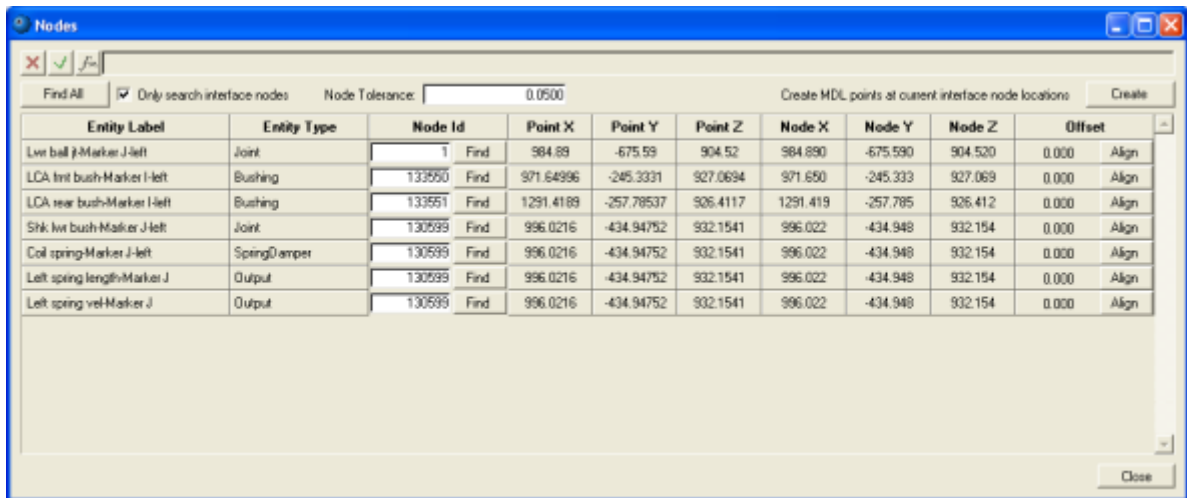 Nodes
Find All Only search interface nodes Node Tolerance: 0.0500 Create MDL points at current interface node locations Create
Entity Label Entity Type Node Id Point X Point Y Point Z Node X Node Y Node Z Offset
Lwr ball jt-Marker J-left Joint 1 Find 984.89 -675.59 904.52 984.890 -675.590 904.520 0.000 Align
LCA frnt bush-Marker I-left Bushing 133550 Find 971.64996 -245.3331 927.0694 971.650 -245.333 927.069 0.000 Align
LCA rear bush-Marker I-left Bushing 133551 Find 1291.4189 -257.78537 926.4117 1291.419 -257.785 926.412 0.000 Align
Shk lwr bush-Marker J-left Joint 130599 Find 996.0216 -434.94752 932.1541 996.022 -434.948 932.154 0.000 Align
Coil spring-Marker J-left SpringDamper 130599 Find 996.0216 -434.94752 932.1541 996.022 -434.948 932.154 0.000 Align
Left spring length-Marker J Output 130599 Find 996.0216 -434.94752 932.1541 996.022 -434.948 932.154 0.000 Align
Left spring vel-Marker J Output 130599 Find 996.0216 -434.94752 932.1541 996.022 -434.948 932.154 0.000 Align
Close